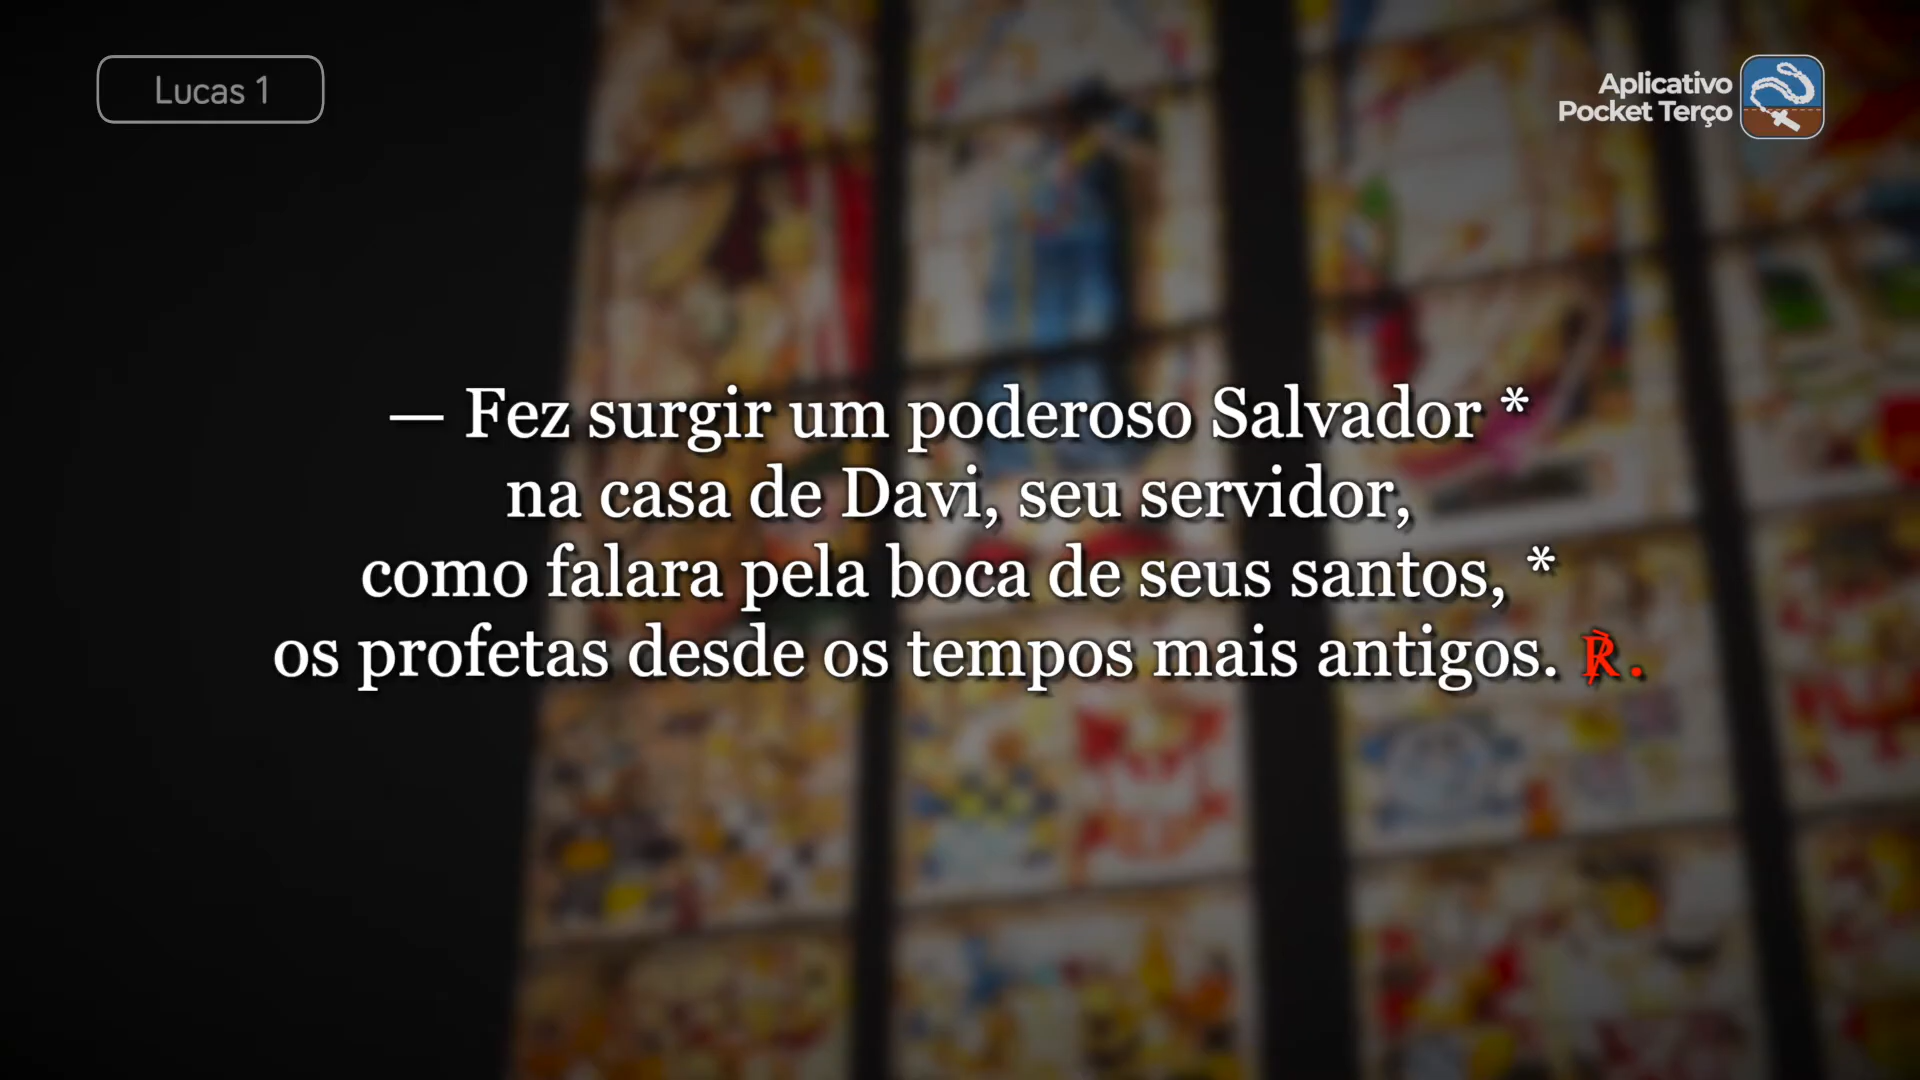 Lucas 1
Aplicativo
Pocket Terço
— Fez surgir um poderoso Salvador *
na casa de Davi, seu servidor,
como falara pela boca de seus santos, *
os profetas desde os tempos mais antigos. ℟.